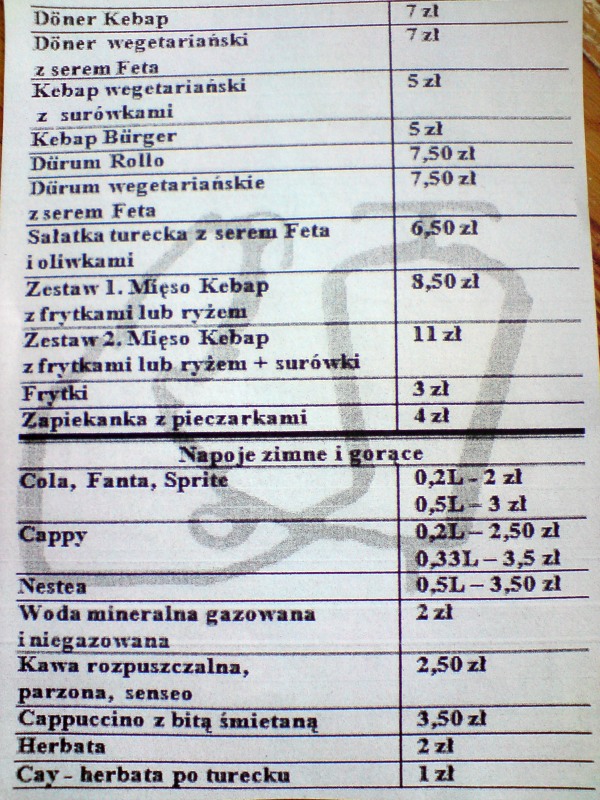 Döner Kebap 7 zł
Döner wegetariański 7 zł
z serem Feta
Kebap wegetariański 5 zł
z surówkami
Kebap Bürger 5 zł
Dürum Rollo 7,50 zł
Dürum wegetariańskie 7,50 zł
z serem Feta
Sałatka turecka z serem Feta 6,50 zł
i oliwkami
Zestaw 1. Mięso Kebap 8,50 zł
z frytkami lub ryżem
Zestaw 2. Mięso Kebap 11 zł
z frytkami lub ryżem + surówki
Frytki 3 zł
Zapiekanka z pieczarkami 4 zł
Napoje zimne i gorące
Cola, Fanta, Sprite 0,2L - 2 zł
0,5L – 3 zł
Cappy 0,2L – 2,50 zł
0,33L – 3,5 zł
Nestea 0,5L – 3,50 zł
Woda mineralna gazowana 2 zł
i niegazowana
Kawa rozpuszczalna, 2,50 zł
parzona, senseo
Cappuccino z bitą śmietaną 3,50 zł
Herbata 2 zł
Cay - herbata po turecku 1 zł